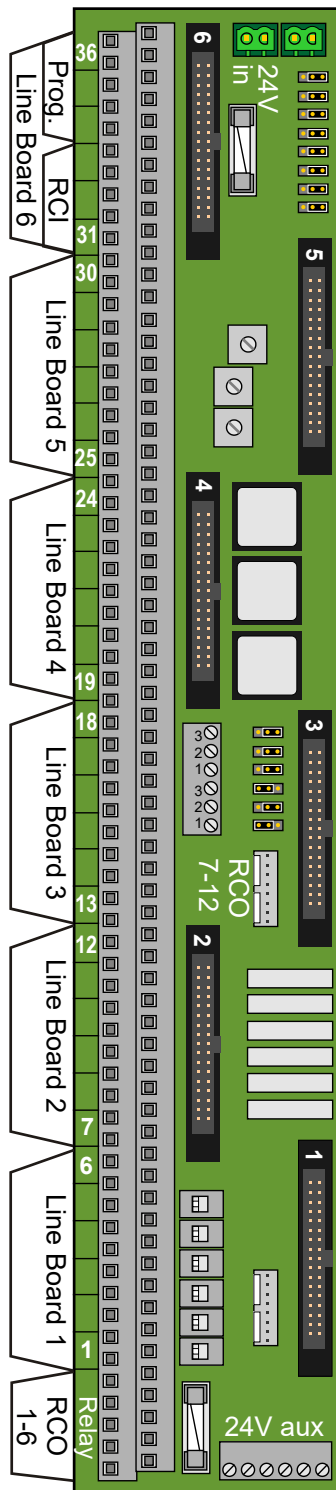 36
Prog.
RCI
Line Board 6
31
30
Line Board 5
25
24
Line Board 4
19
18
Line Board 3
13
12
Line Board 2
7
6
Line Board 1
1
Relay
RCO
1-6
6
24V
in
5
4
3
3
2
1
3
2
1
RCO
7-12
2
1
24V aux